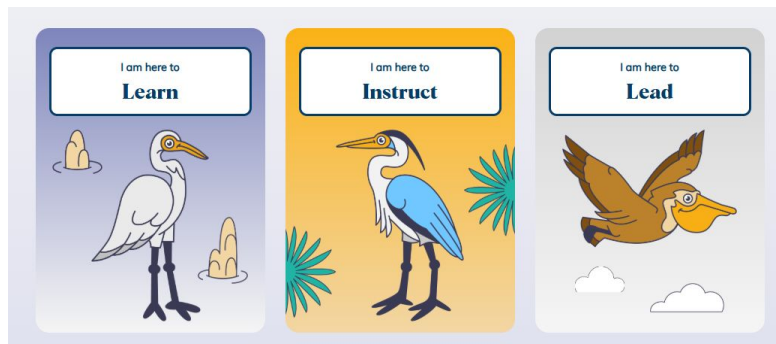 I am here to
Learn
I am here to
Instruct
I am here to
Lead